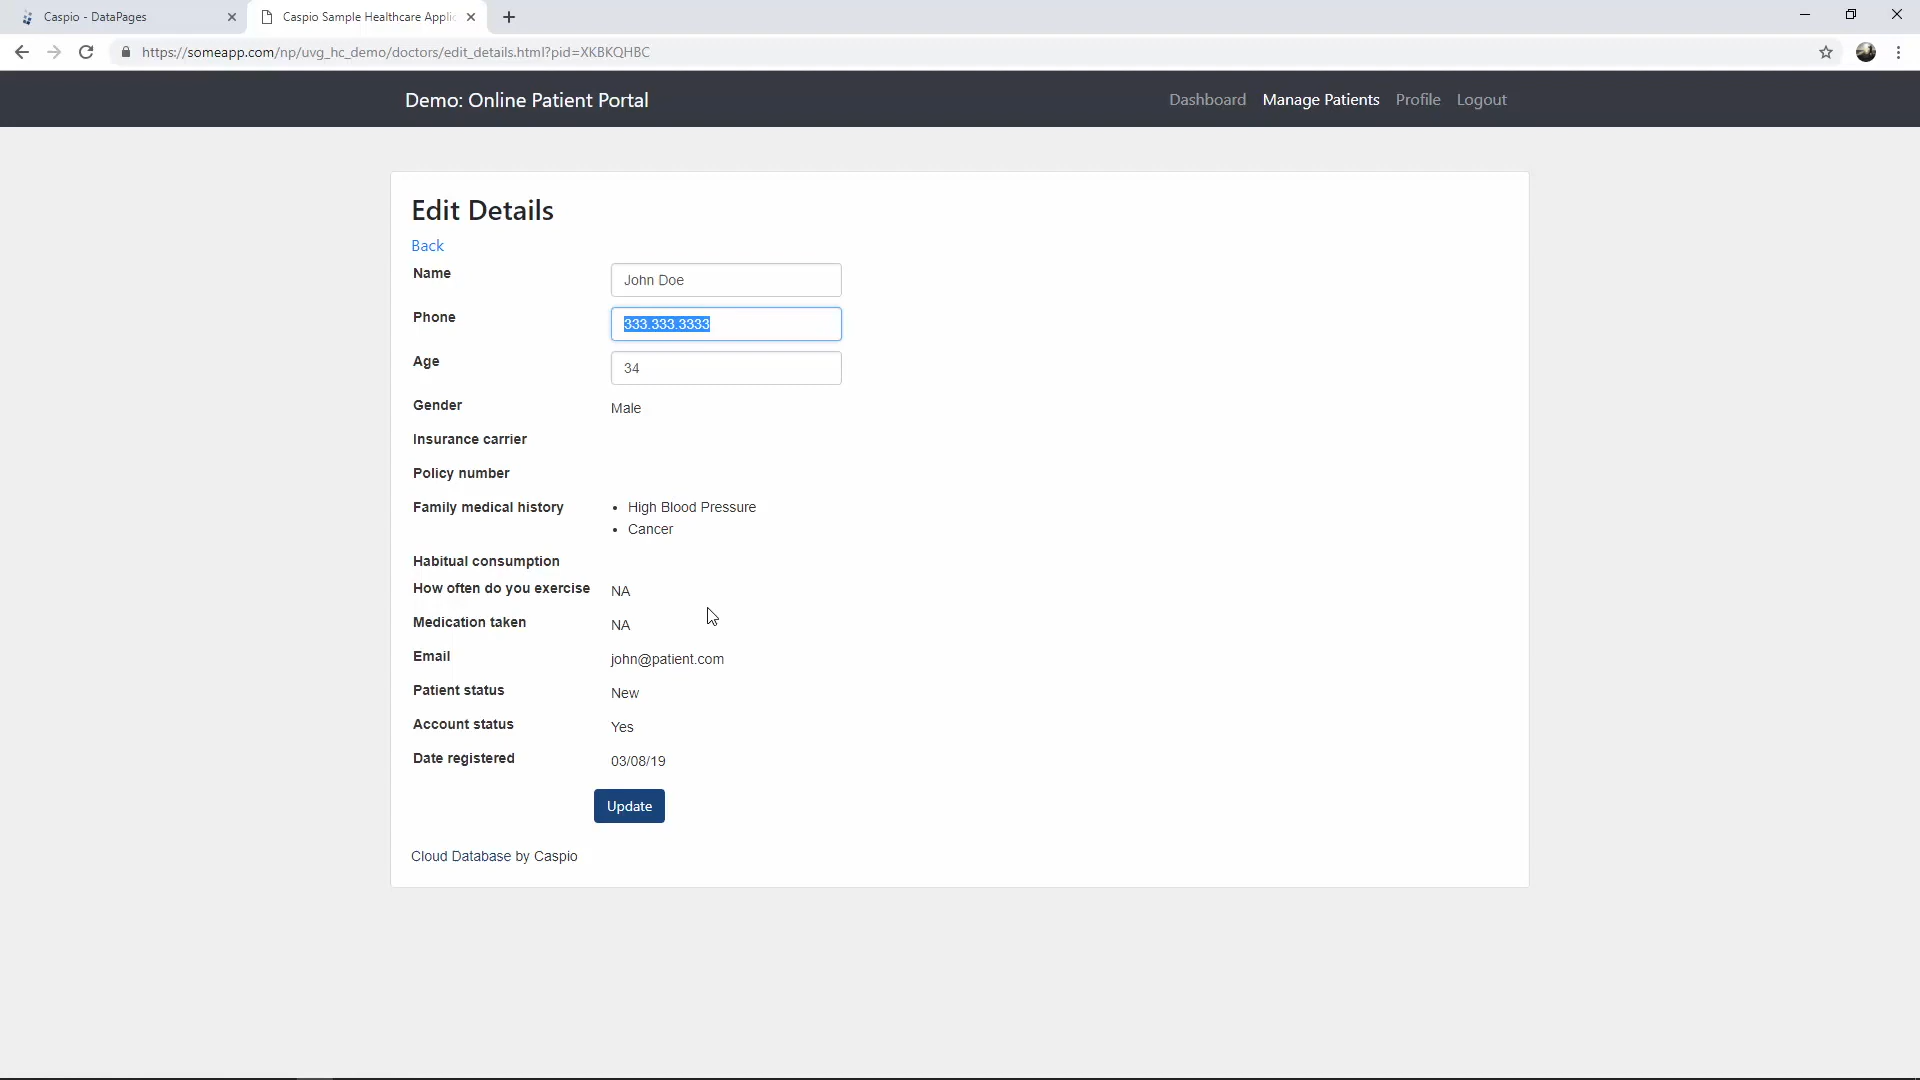 Caspio - DataPages
Caspio Sample Healthcare Applic
https://someapp.com/np/uvg_hc_demo/doctors/edit_details.html?pid=XKBKQHBC
Demo: Online Patient Portal
Dashboard Manage Patients Profile Logout
Edit Details
Back
Name John Doe
Phone 333.333.3333
Age 34
Gender Male
Insurance carrier
Policy number
Family medical history • High Blood Pressure
• Cancer
Habitual consumption
How often do you exercise NA
Medication taken NA
Email john@patient.com
Patient status New
Account status Yes
Date registered 03/08/19
Update
Cloud Database by Caspio